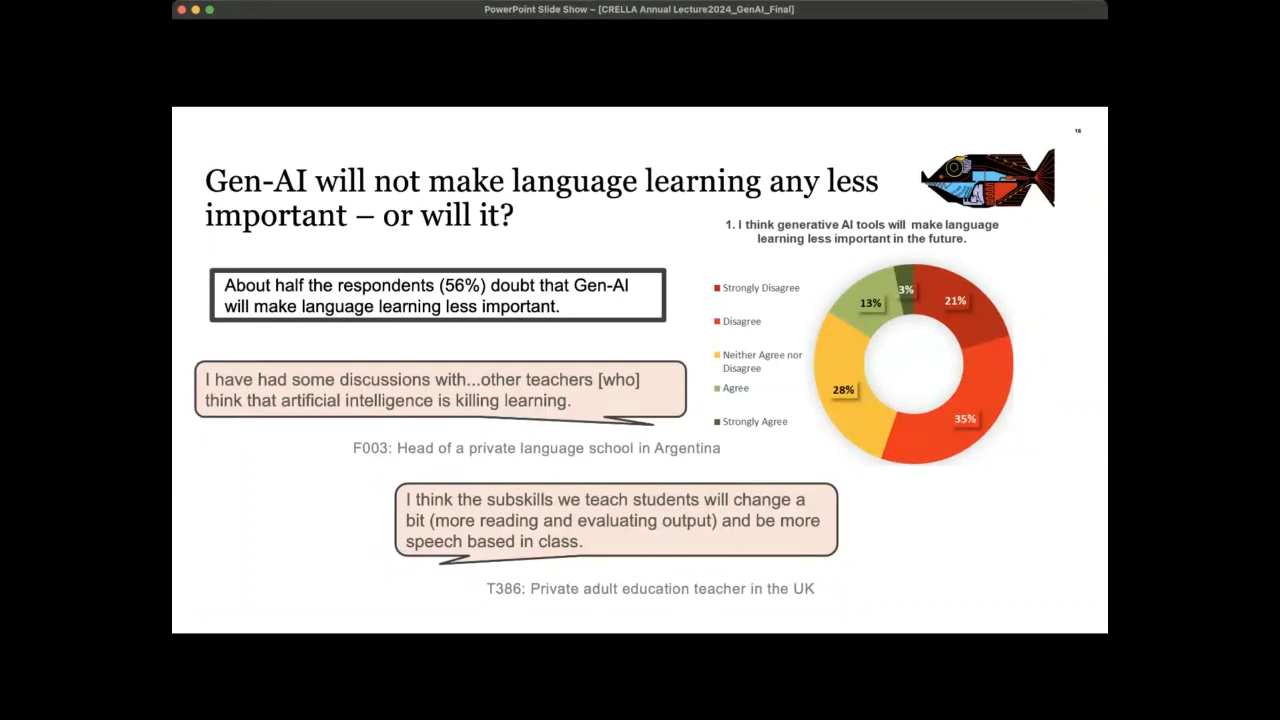 PowerPoint Slide Show – [CRELLA Annual Lecture2024_GenAI_Final]
16
Gen-AI will not make language learning any less
important – or will it?
1. I think generative AI tools will make language
learning less important in the future.
About half the respondents (56%) doubt that Gen-AI
will make language learning less important.
Strongly Disagree
Disagree
Neither Agree nor
Disagree
Agree
Strongly Agree
3%
21%
13%
28%
35%
I have had some discussions with...other teachers [who]
think that artificial intelligence is killing learning.
F003: Head of a private language school in Argentina
I think the subskills we teach students will change a
bit (more reading and evaluating output) and be more
speech based in class.
T386: Private adult education teacher in the UK